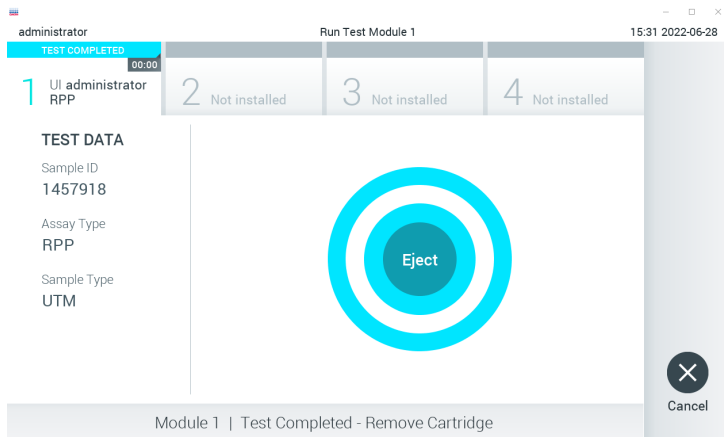 administrator Run Test Module 1 15:31 2022-06-28
TEST COMPLETED
00:00
1 UI administrator
RPP
2 Not installed
3 Not installed
4 Not installed
TEST DATA
Sample ID
1457918
Assay Type
RPP
Sample Type
UTM
Eject
Cancel
Module 1 | Test Completed - Remove Cartridge